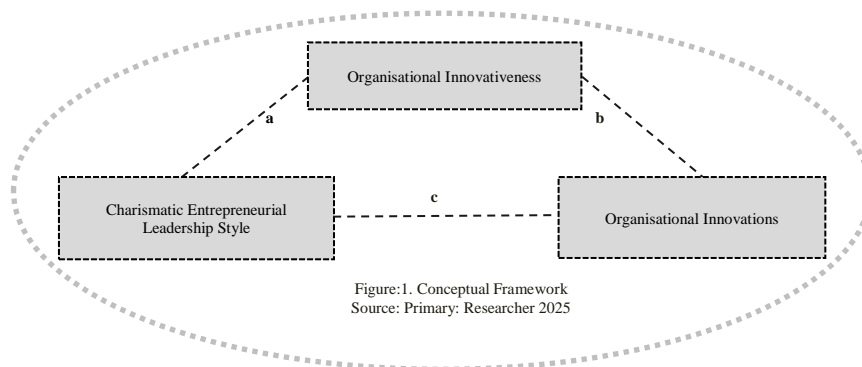 Organisational Innovativeness
a
b
Charismatic Entrepreneurial
Leadership Style
c
Organisational Innovations
Figure:1. Conceptual Framework
Source: Primary: Researcher 2025